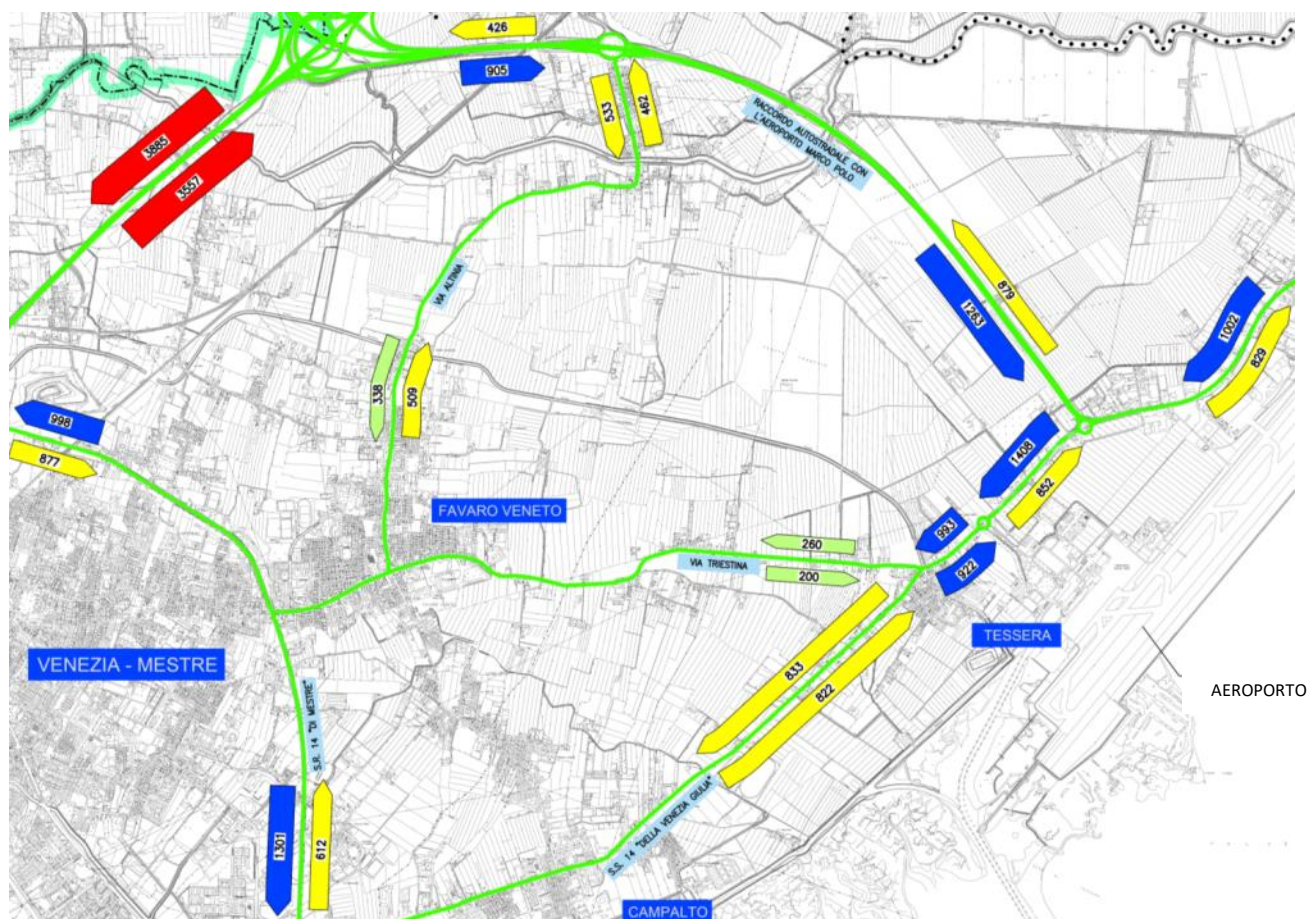 426
905
533
462
3885
3557
RACCORDO AUTOSTRADALE CON
L'AEROPORTO MARCO POLO
VIA ALTINIA
879
1263
1002
829
338
509
998
877
1408
852
FAVARO VENETO
993
922
260
VIA TRIESTINA
200
TESSERA
VENEZIA - MESTRE
833
822
AEROPORTO
S.R. 14 "DI MESTRE"
S.S. 14 "DELLA VENEZIA GIULIA"
1301
612
CAMPALTO